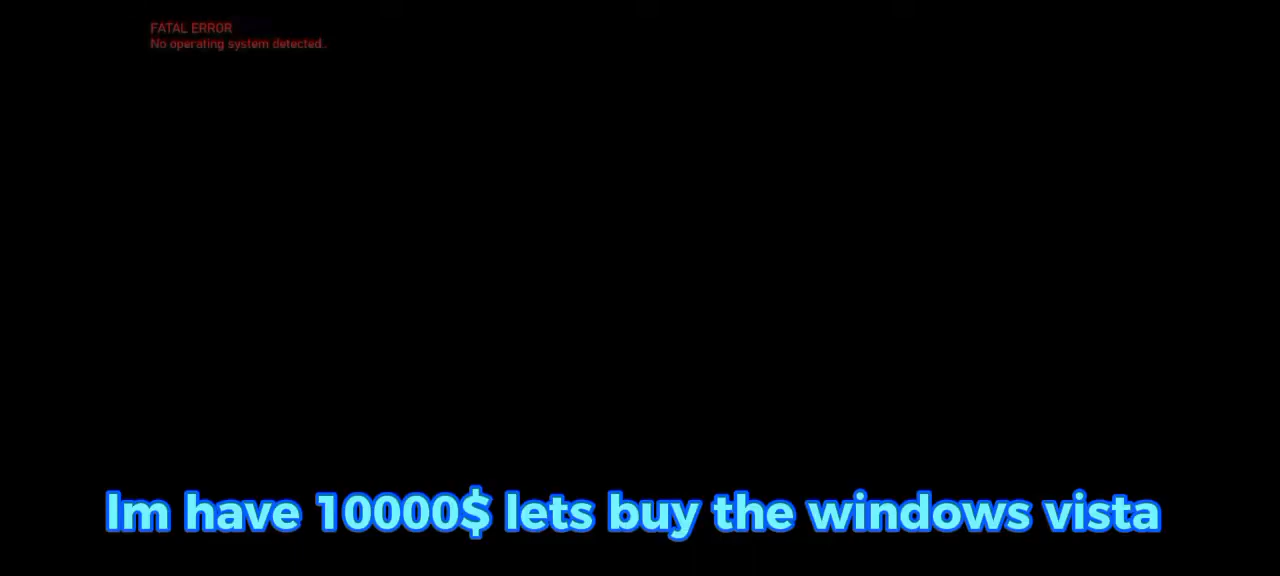 FATAL ERROR
No operating system detected..
Im have 10000$ lets buy the windows vista